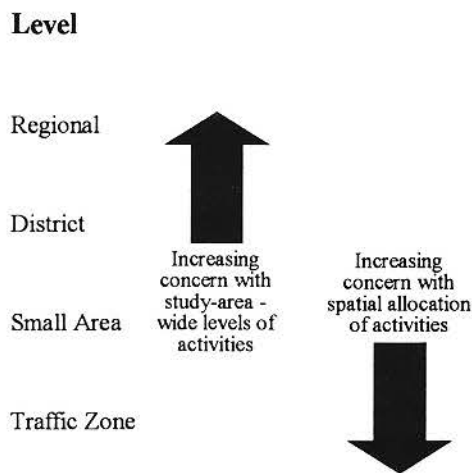 Level
Regional
District
Small Area
Traffic Zone
Increasing
concern with
study-area -
wide levels of
activities
Increasing
concern with
spatial allocation
of activities